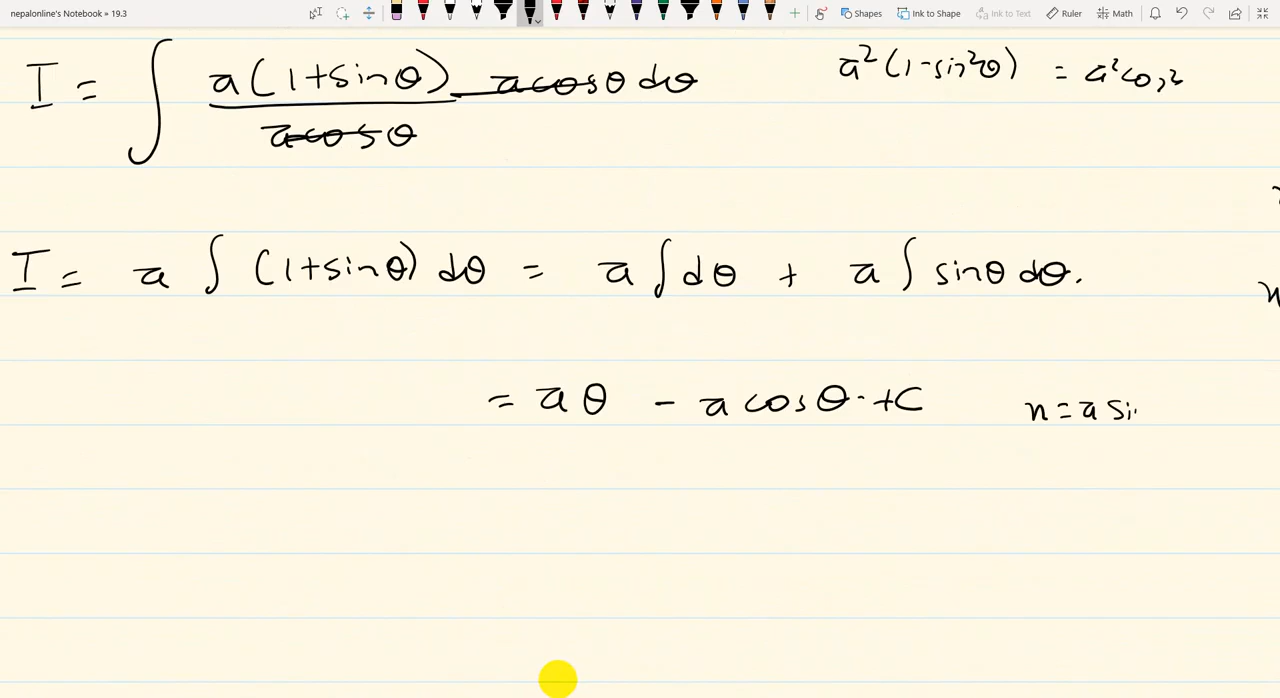 nepalonline's Notebook » 19.3
Shapes Ink to Shape Ink to Text Ruler Math
I = ∫ a(1+sinθ) acosθ dθ a²(1-sin²θ) = a²cos²
acosθ
I = a ∫ (1+sinθ) dθ = a ∫ dθ + a ∫ sinθ dθ.
= aθ - a cosθ. +C x = a si